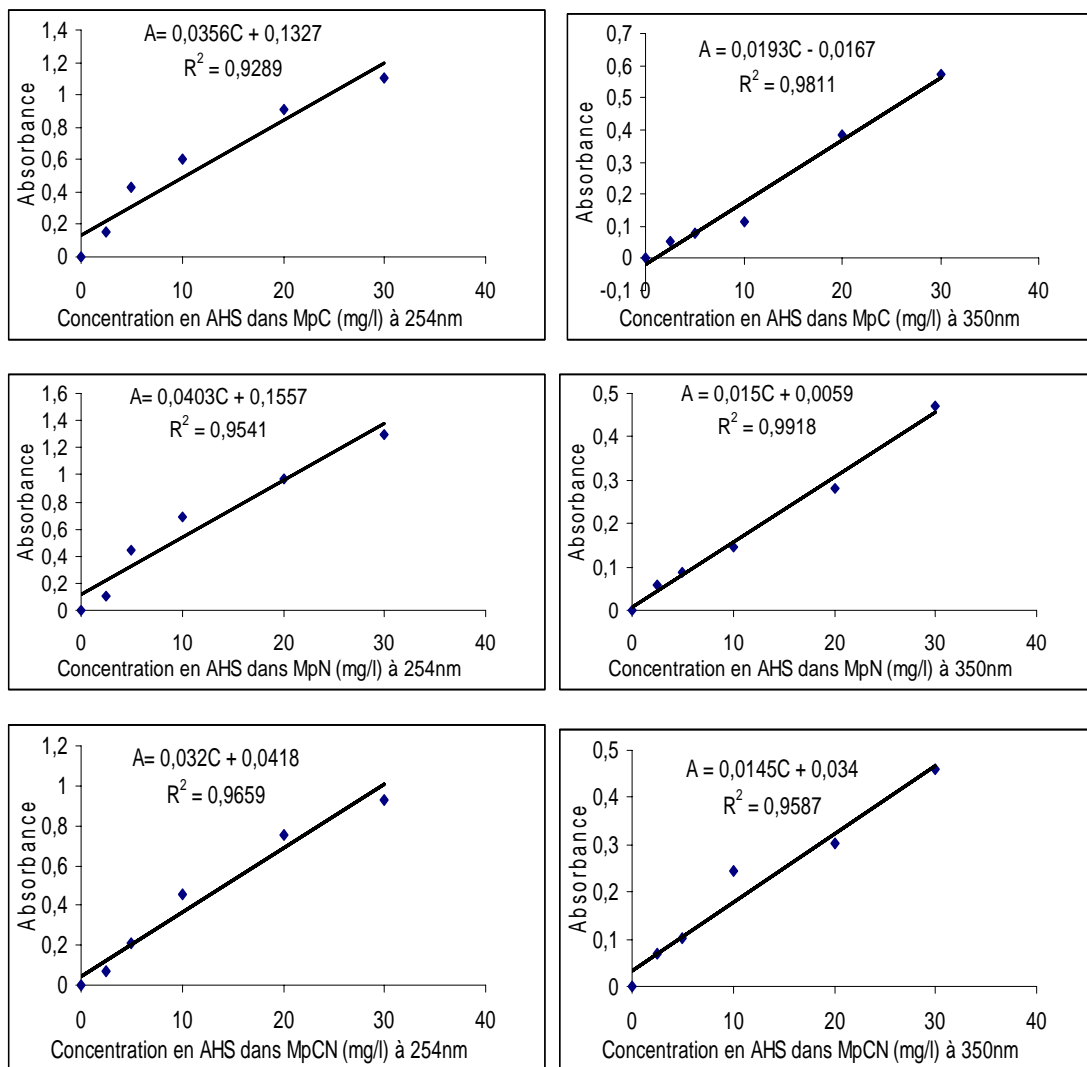 A= 0,0356C + 0,1327
R² = 0,9289
Absorbance
1,4
1,2
1
0,8
0,6
0,4
0,2
0
0 10 20 30 40
Concentration en AHS dans MpC (mg/l) à 254nm
A = 0,0193C - 0,0167
R² = 0,9811
Absorbance
0,7
0,6
0,5
0,4
0,3
0,2
0,1
0
-0,1
0 10 20 30 40
Concentration en AHS dans MpC (mg/l) à 350nm
A= 0,0403C + 0,1557
R² = 0,9541
Absorbance
1,6
1,4
1,2
1
0,8
0,6
0,4
0,2
0
0 10 20 30 40
Concentration en AHS dans MpN (mg/l) à 254nm
A = 0,015C + 0,0059
R² = 0,9918
Absorbance
0,5
0,4
0,3
0,2
0,1
0
0 10 20 30 40
Concentration en AHS dans MpN (mg/l) à 350nm
A= 0,032C + 0,0418
R² = 0,9659
Absorbance
1,2
1
0,8
0,6
0,4
0,2
0
0 10 20 30 40
Concentration en AHS dans MpCN (mg/l) à 254nm
A = 0,0145C + 0,034
R² = 0,9587
Absorbance
0,5
0,4
0,3
0,2
0,1
0
0 10 20 30 40
Concentration en AHS dans MpCN (mg/l) à 350nm